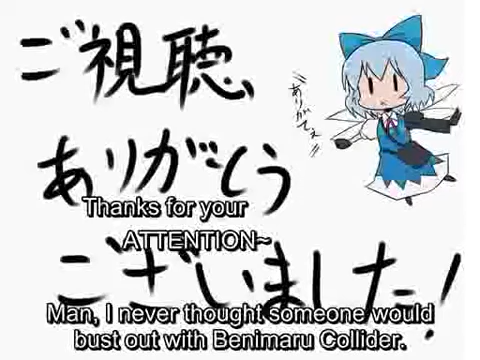 ご視聴、
ありがてぇ
ありがとう
Thanks for your
ATTENTION~
ございました!
Man, I never thought someone would
bust out with Benimaru Collider.